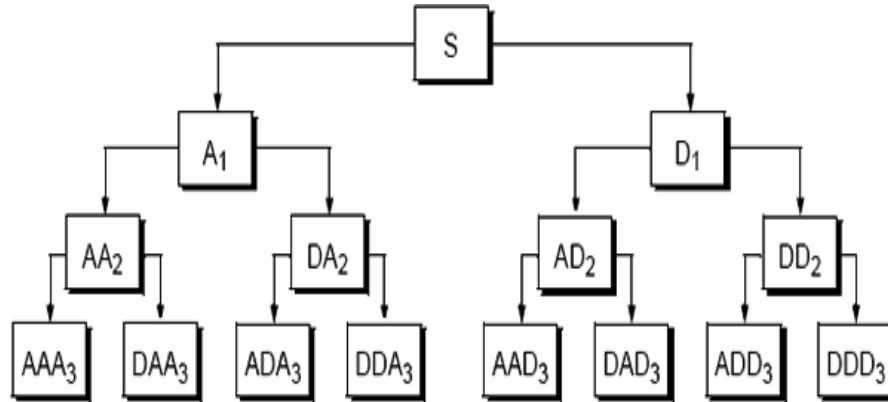 S
A₁ D₁
AA₂ DA₂ AD₂ DD₂
AAA₃ DAA₃ ADA₃ DDA₃ AAD₃ DAD₃ ADD₃ DDD₃